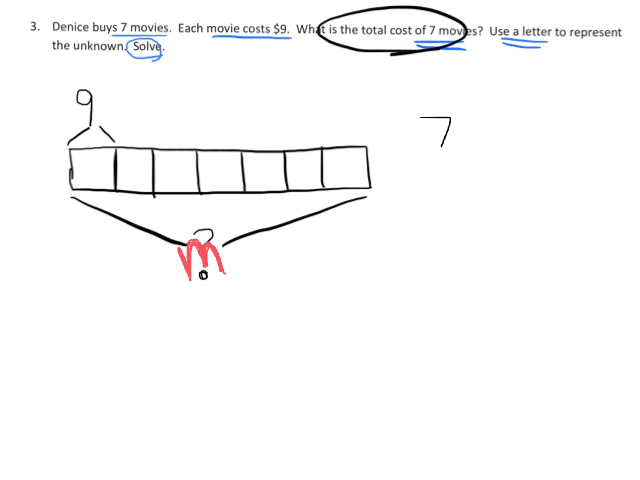 3. Denice buys 7 movies. Each movie costs $9. What is the total cost of 7 movies? Use a letter to represent
the unknown. Solve.
9
7
?
m